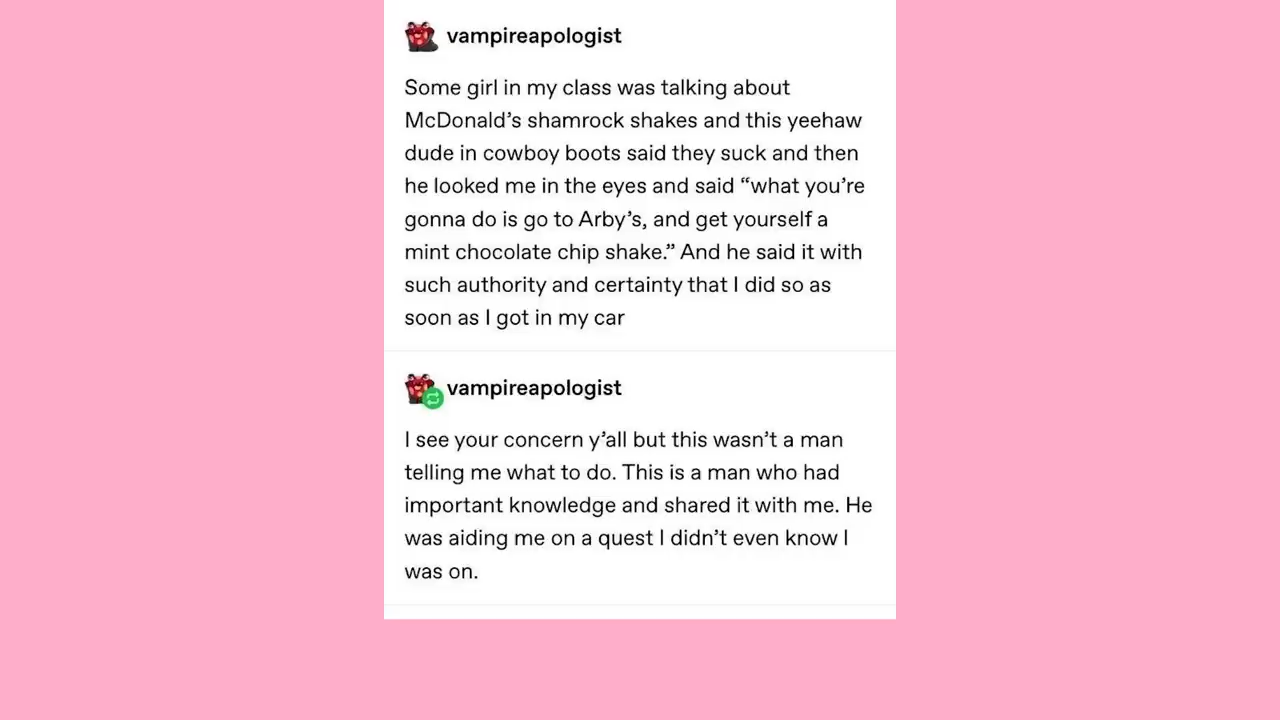 vampireapologist
Some girl in my class was talking about
McDonald’s shamrock shakes and this yeehaw
dude in cowboy boots said they suck and then
he looked me in the eyes and said “what you’re
gonna do is go to Arby’s, and get yourself a
mint chocolate chip shake.” And he said it with
such authority and certainty that I did so as
soon as I got in my car
vampireapologist
I see your concern y’all but this wasn’t a man
telling me what to do. This is a man who had
important knowledge and shared it with me. He
was aiding me on a quest I didn’t even know I
was on.